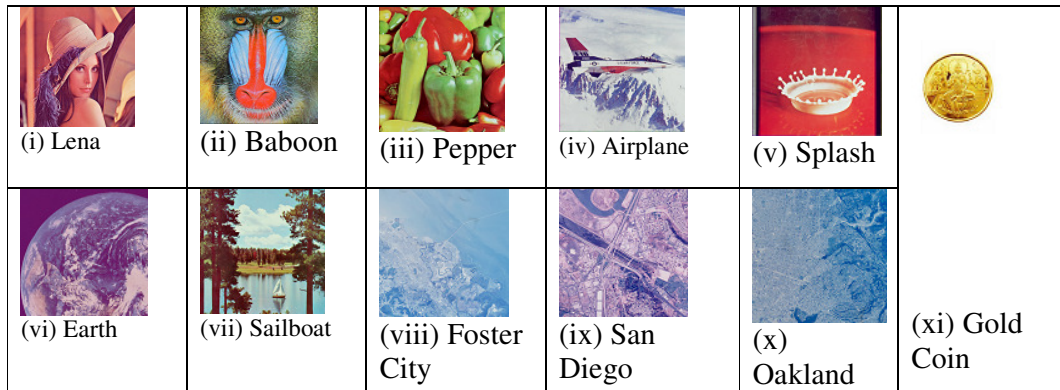 (i) Lena
(ii) Baboon
(iii) Pepper
(iv) Airplane
(v) Splash
(vi) Earth
(vii) Sailboat
(viii) Foster
City
(ix) San
Diego
(x)
Oakland
(xi) Gold
Coin